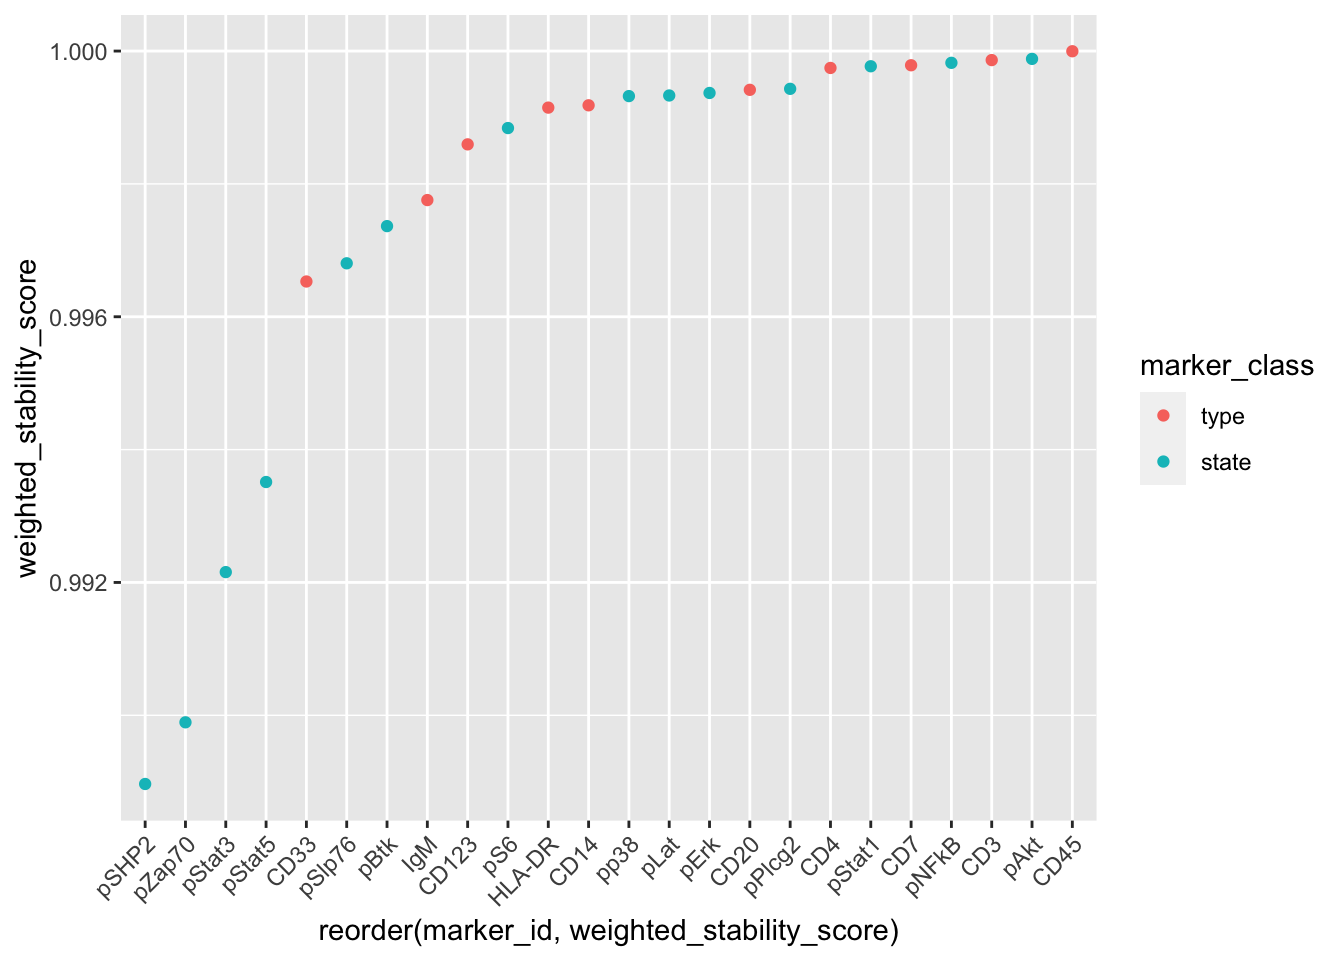 1.000
0.996
0.992
weighted_stability_score
pSHP2
pZap70
pStat3
pStat5
CD33
pSlp76
pBtk
IgM
CD123
pS6
HLA-DR
CD14
pp38
pLat
pErk
CD20
pPlcg2
CD4
pStat1
CD7
pNFkB
CD3
pAkt
CD45
reorder(marker_id, weighted_stability_score)
marker_class
type
state